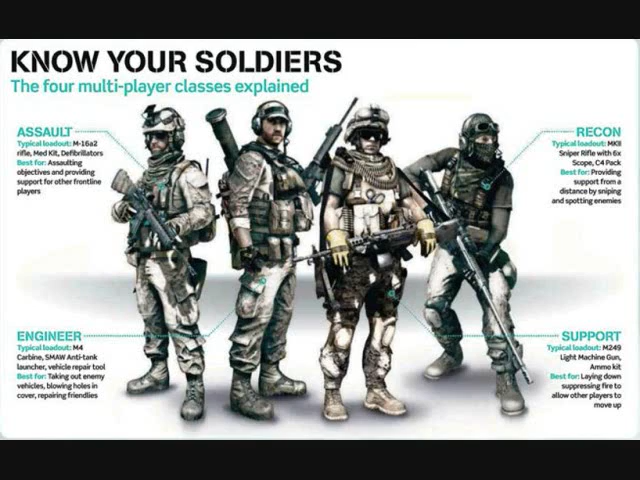 KNOW YOUR SOLDIERS
The four multi-player classes explained
ASSAULT
Typical loadout: M-16a2
rifle, Med Kit, Defibrillators
Best for: Assaulting
objectives and providing
support for other frontline
players
RECON
Typical loadout: MKII
Sniper Rifle with 6x
Scope, C4 Pack
Best for: Providing
support from a
distance by sniping
and spotting enemies
ENGINEER
Typical loadout: M4
Carbine, SMAW Anti-tank
launcher, vehicle repair tool
Best for: Taking out enemy
vehicles, blowing holes in
cover, repairing friendlies
SUPPORT
Typical loadout: M249
Light Machine Gun,
Ammo kit
Best for: Laying down
suppressing fire to
allow other players to
move up